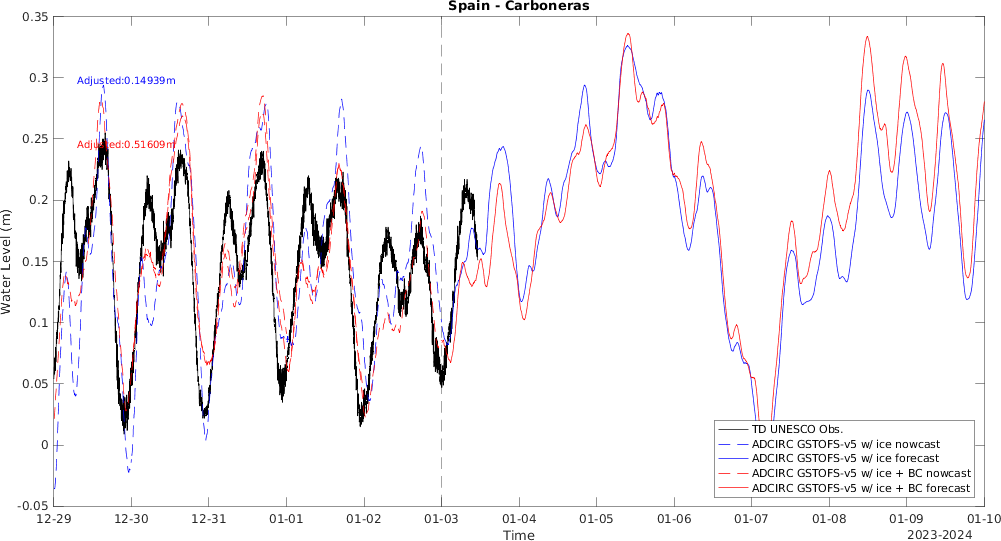 Spain - Carboneras
0.35
0.3
0.25
0.2
0.15
0.1
0.05
0
-0.05
Water Level (m)
Adjusted:0.14939m
Adjusted:0.51609m
TD UNESCO Obs.
ADCIRC GSTOFS-v5 w/ ice nowcast
ADCIRC GSTOFS-v5 w/ ice forecast
ADCIRC GSTOFS-v5 w/ ice + BC nowcast
ADCIRC GSTOFS-v5 w/ ice + BC forecast
12-29 12-30 12-31 01-01 01-02 01-03 01-04 01-05 01-06 01-07 01-08 01-09 01-10
Time
2023-2024